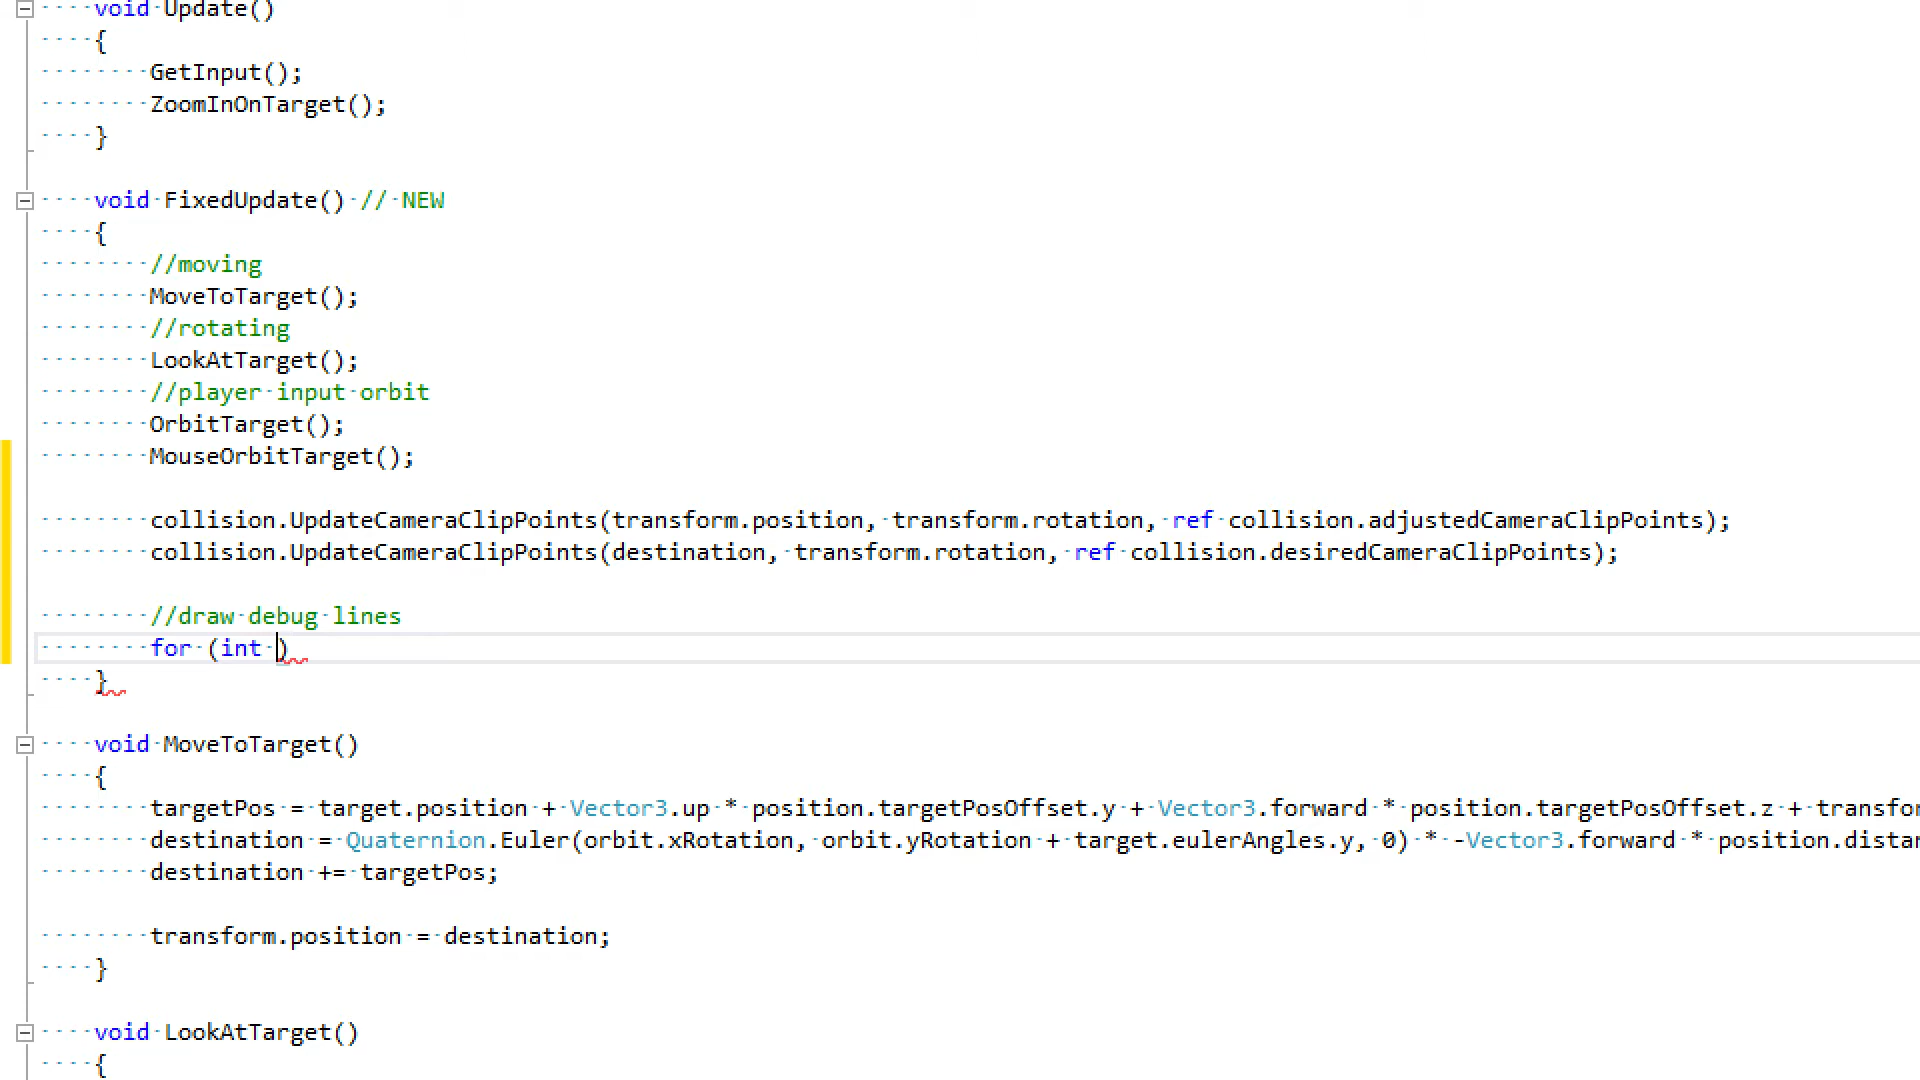 void Update()
{
GetInput();
ZoomInOnTarget();
}
void FixedUpdate() // NEW
{
//moving
MoveToTarget();
//rotating
LookAtTarget();
//player input orbit
OrbitTarget();
MouseOrbitTarget();
collision.UpdateCameraClipPoints(transform.position, transform.rotation, ref collision.adjustedCameraClipPoints);
collision.UpdateCameraClipPoints(destination, transform.rotation, ref collision.desiredCameraClipPoints);
//draw debug lines
for (int )
}
void MoveToTarget()
{
targetPos = target.position + Vector3.up * position.targetPosOffset.y + Vector3.forward * position.targetPosOffset.z + transfor
destination = Quaternion.Euler(orbit.xRotation, orbit.yRotation + target.eulerAngles.y, 0) * -Vector3.forward * position.distan
destination += targetPos;
transform.position = destination;
}
void LookAtTarget()
{